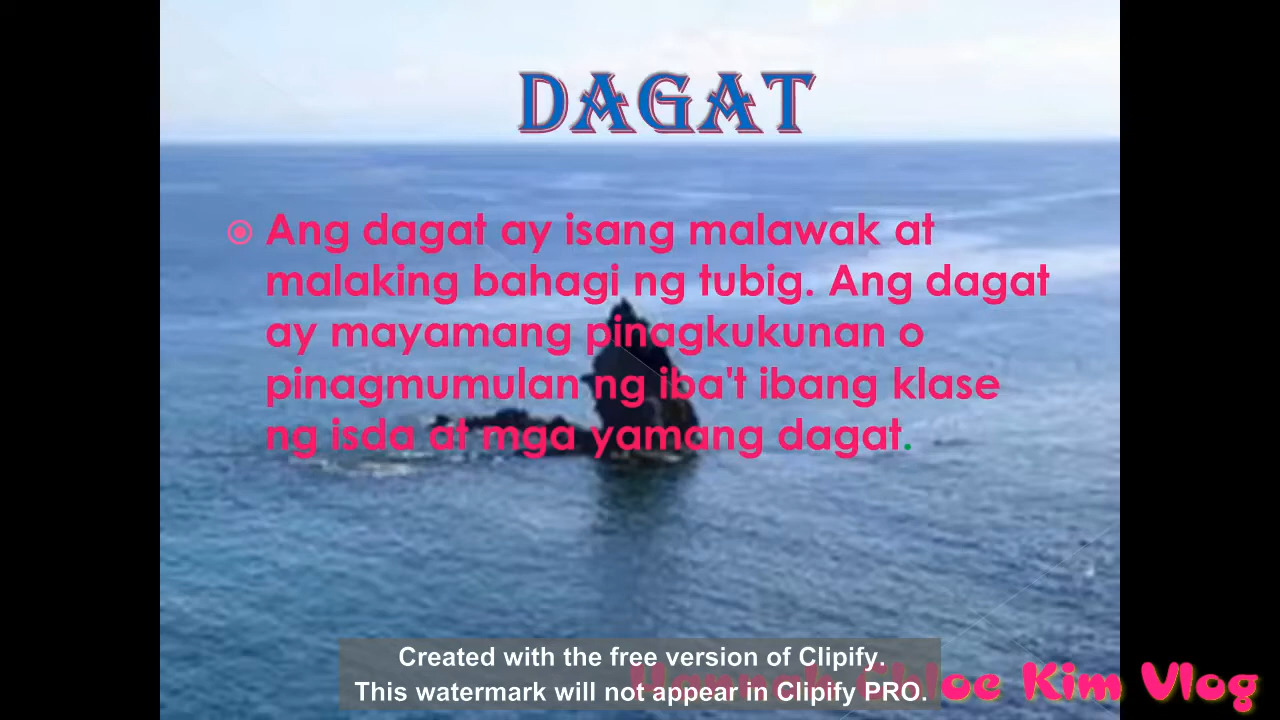 DAGAT
Ang dagat ay isang malawak at
malaking bahagi ng tubig. Ang dagat
ay mayamang pinagkukunan o
pinagmumulan ng iba't ibang klase
ng isda at mga yamang dagat.
Created with the free version of Clipify.
This watermark will not appear in Clipify PRO.
Kim Vlog